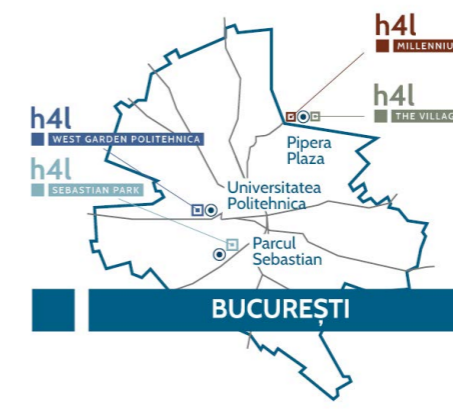 h4l
MILLENNIU
h4l
THE VILLAG
h4l
WEST GARDEN POLITEHNICA
h4l
SEBASTIAN PARK
Pipera
Plaza
Universitatea
Politehnica
Parcul
Sebastian
BUCUREȘTI